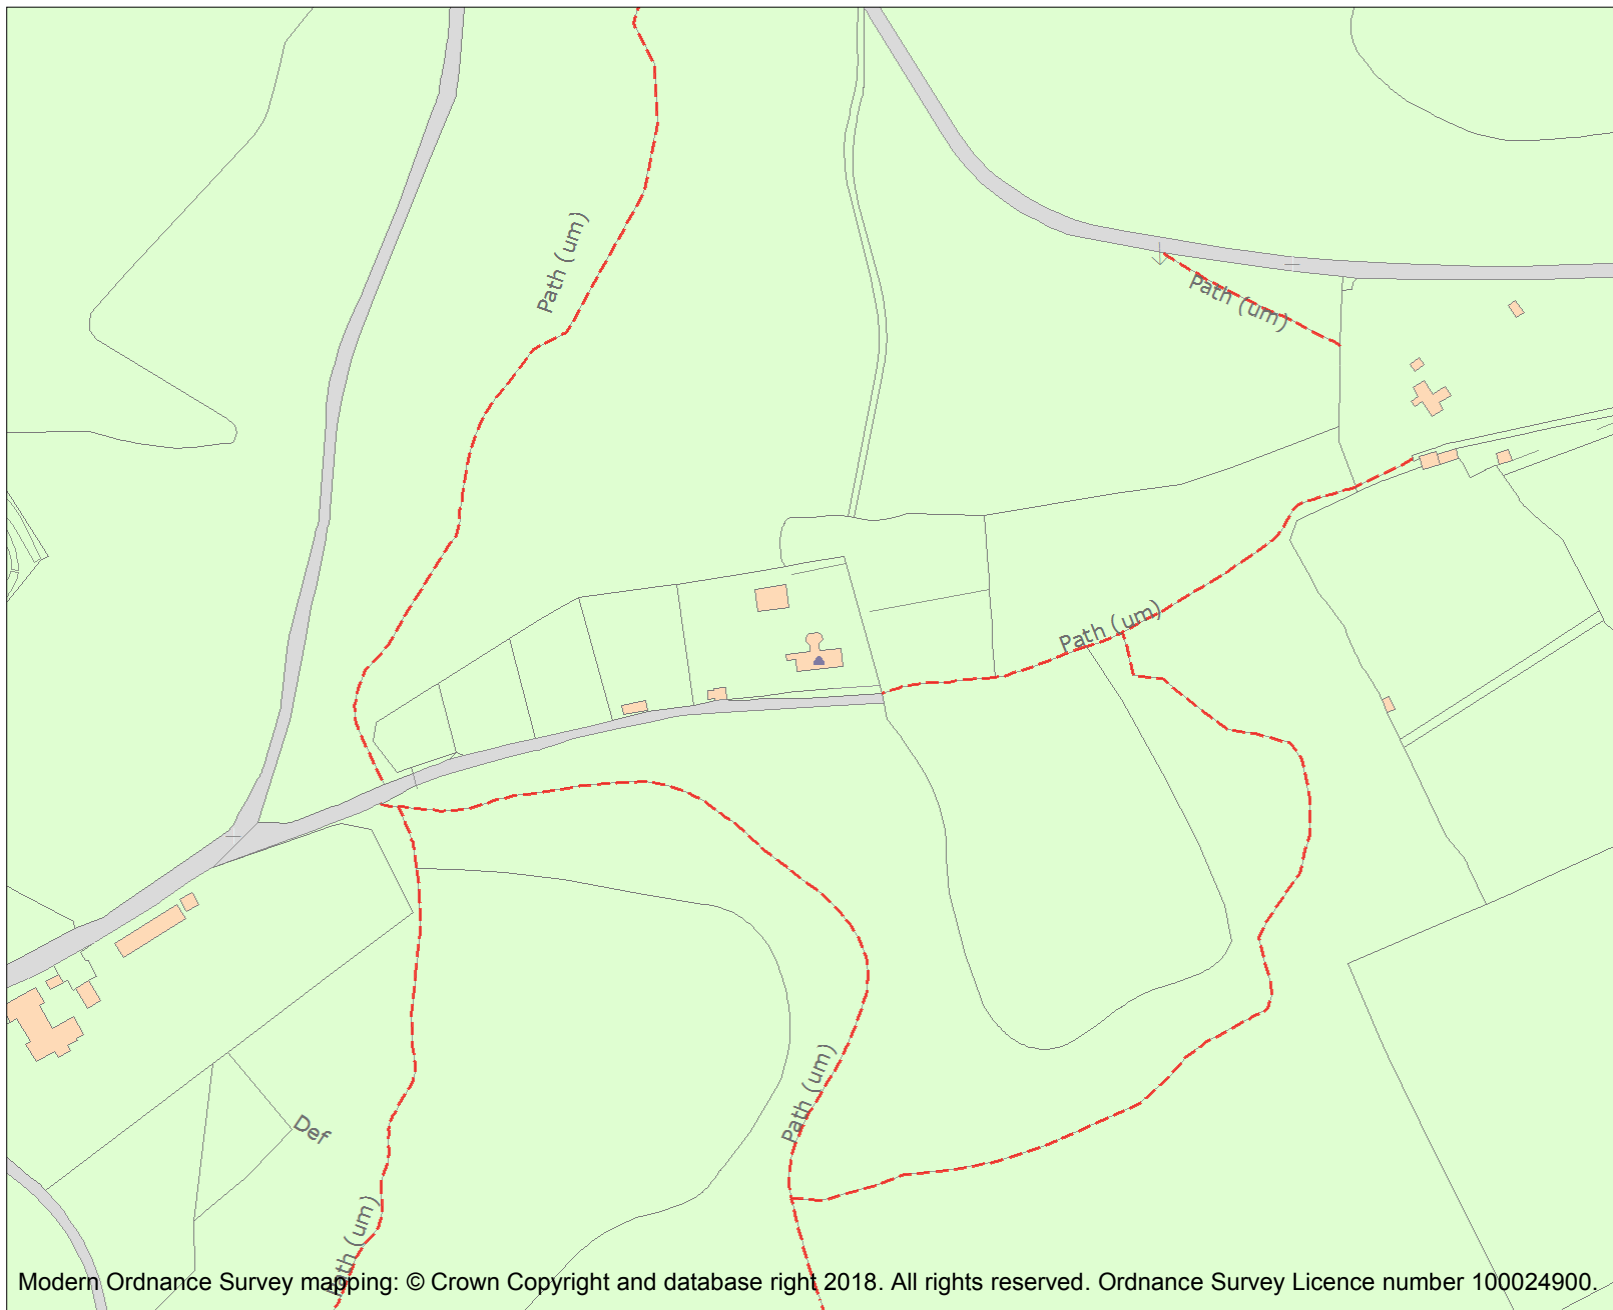 Path (um)
Path (um)
Path (um)
Path (um)
Def
Path (um)
Modern Ordnance Survey mapping: © Crown Copyright and database right 2018. All rights reserved. Ordnance Survey Licence number 100024900.